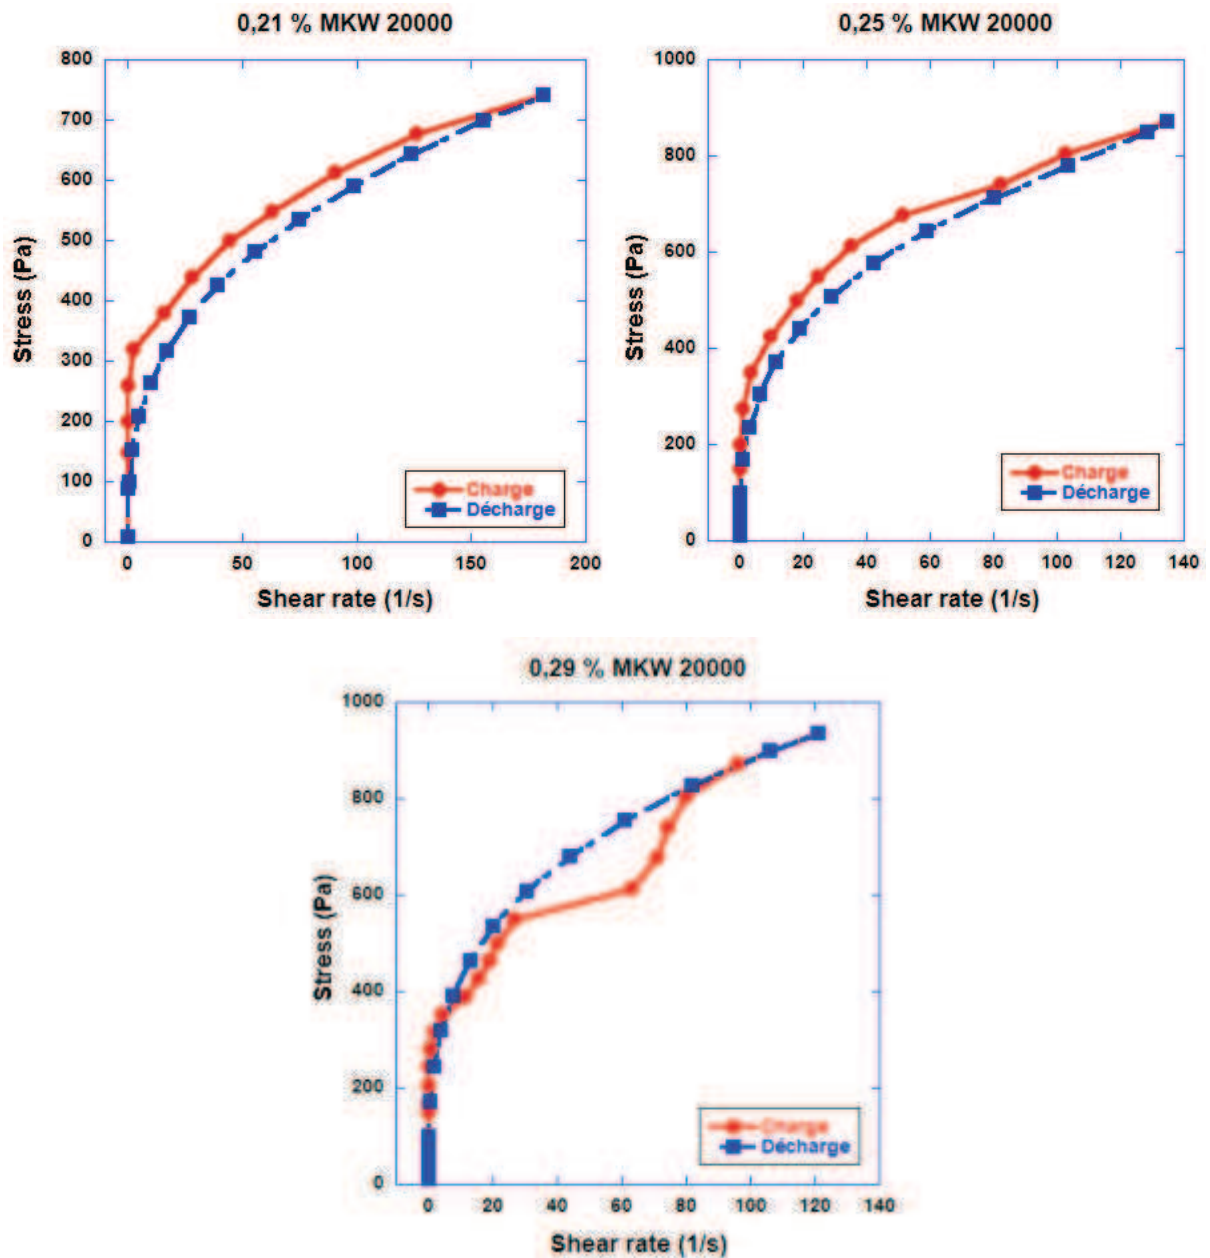 0,21 % MKW 20000
800
700
600
500
400
300
200
100
0
Stress (Pa)
Charge
Décharge
0 50 100 150 200
Shear rate (1/s)
0,25 % MKW 20000
1000
800
600
400
200
0
Stress (Pa)
Charge
Décharge
0 20 40 60 80 100 120 140
Shear rate (1/s)
0,29 % MKW 20000
1000
800
600
400
200
0
Stress (Pa)
Charge
Décharge
0 20 40 60 80 100 120 140
Shear rate (1/s)